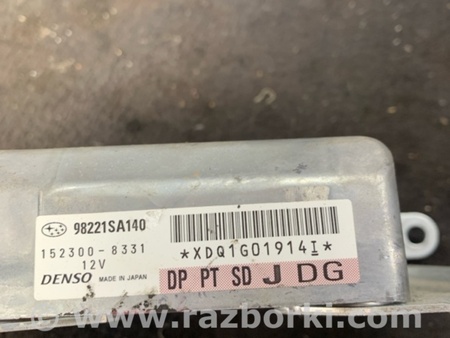 98221SA140
152300-8331
12V
DENSO MADE IN JAPAN
*XDQ1G01914I*
DP PT SD J DG
www.razborki.com